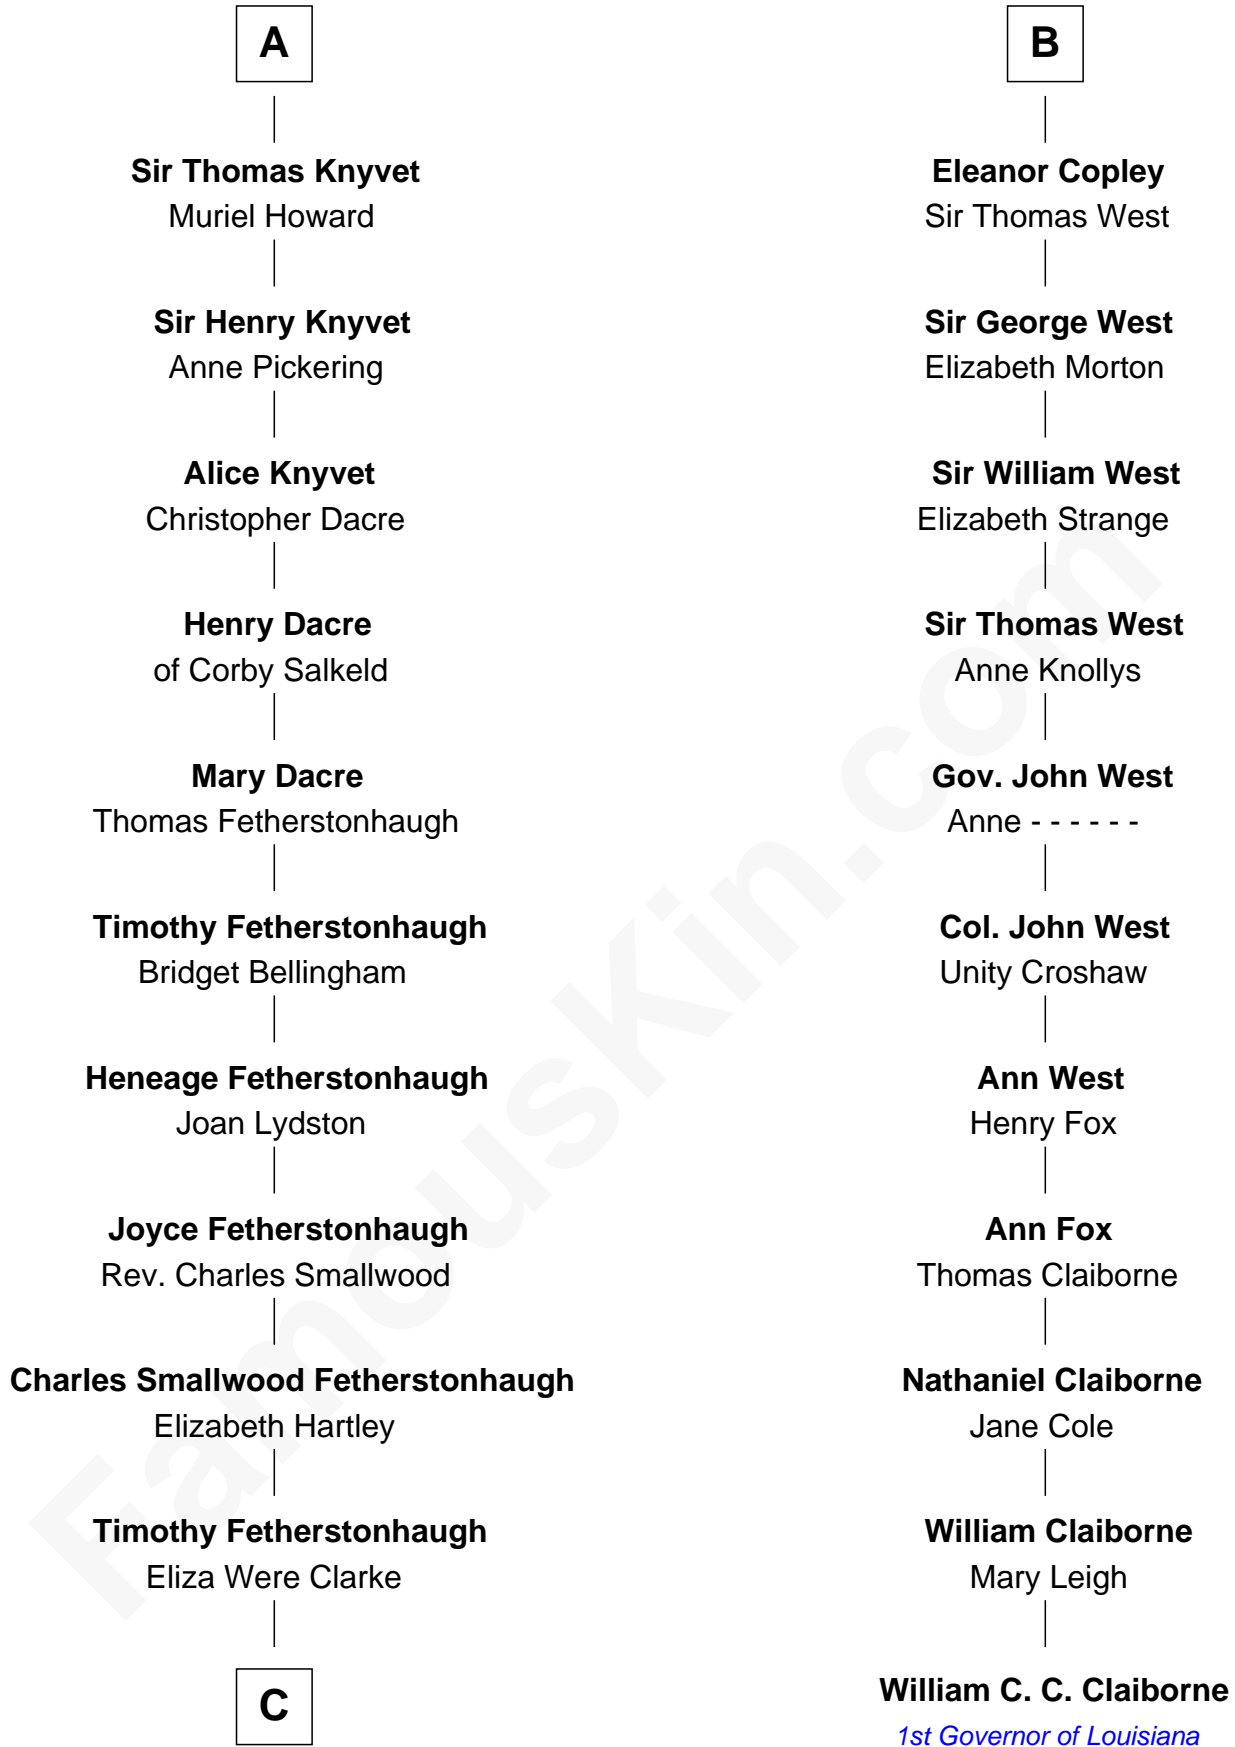 A
Sir Thomas Knyvet
Muriel Howard
Sir Henry Knyvet
Anne Pickering
Alice Knyvet
Christopher Dacre
Henry Dacre
of Corby Salkeld
Mary Dacre
Thomas Fetherstonhaugh
Timothy Fetherstonhaugh
Bridget Bellingham
Heneage Fetherstonhaugh
Joan Lydston
Joyce Fetherstonhaugh
Rev. Charles Smallwood
Charles Smallwood Fetherstonhaugh
Elizabeth Hartley
Timothy Fetherstonhaugh
Eliza Were Clarke
C
B
Eleanor Copley
Sir Thomas West
Sir George West
Elizabeth Morton
Sir William West
Elizabeth Strange
Sir Thomas West
Anne Knollys
Gov. John West
Anne - - - - - -
Col. John West
Unity Croshaw
Ann West
Henry Fox
Ann Fox
Thomas Claiborne
Nathaniel Claiborne
Jane Cole
William Claiborne
Mary Leigh
William C. C. Claiborne
1st Governor of Louisiana
FamousKin.com